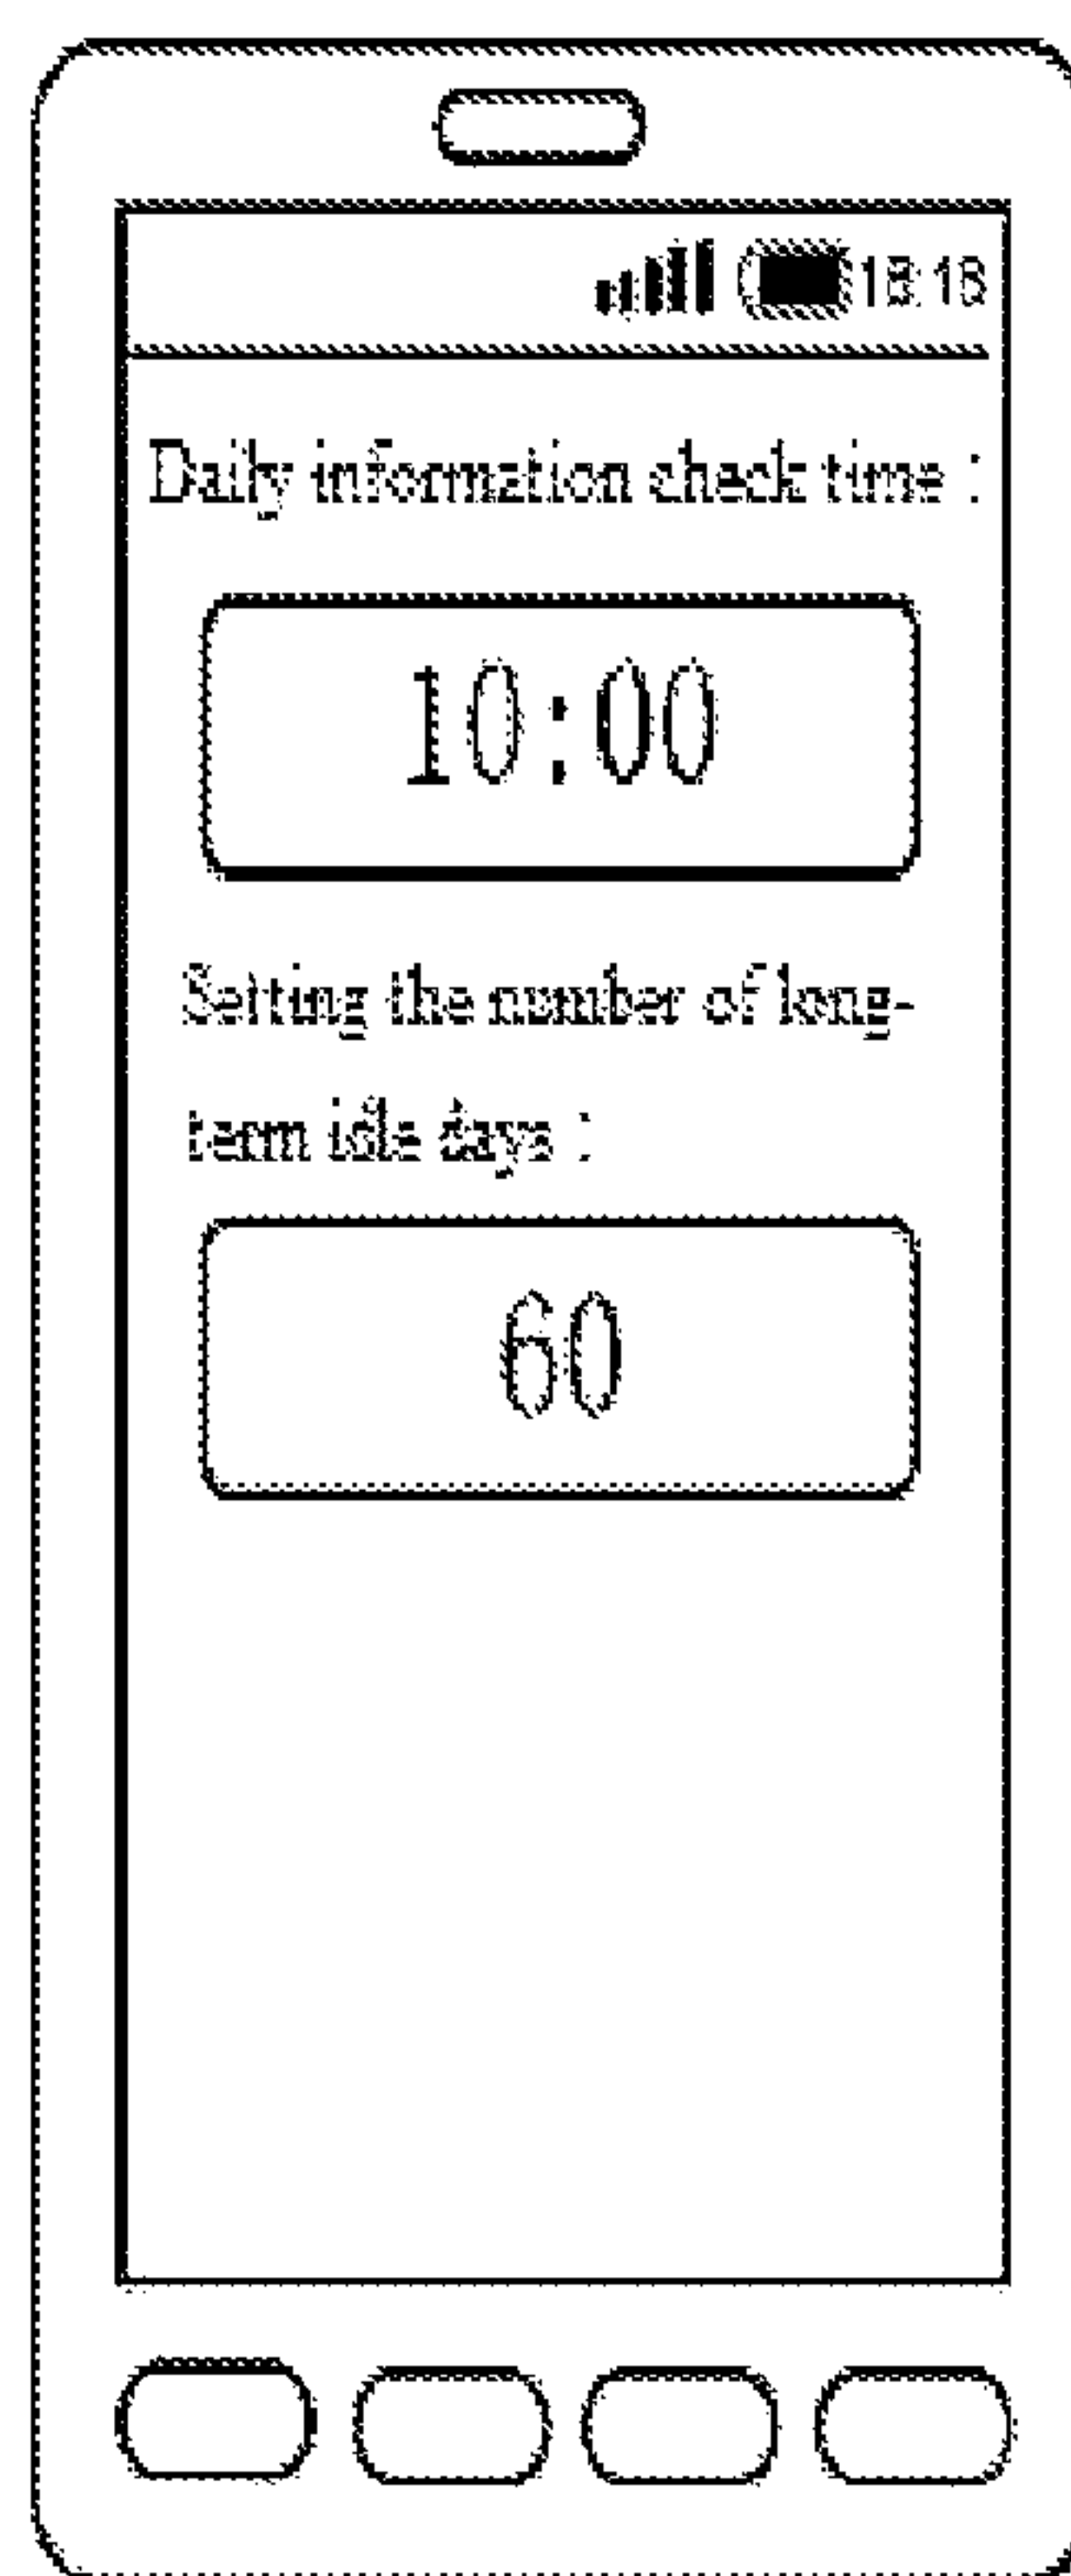 18:18
Daily information check time :
10:00
Setting the number of long-
term idle days :
60